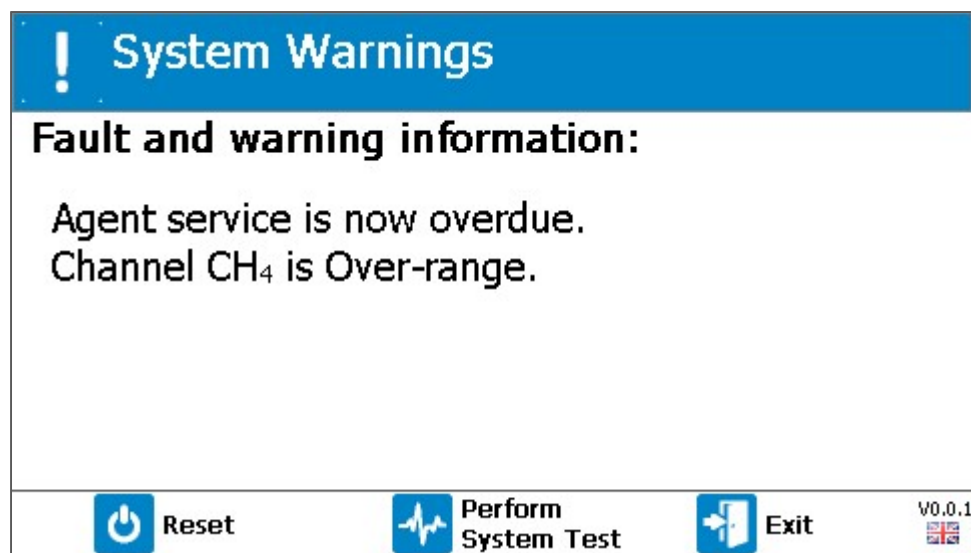 ! System Warnings
Fault and warning information:
Agent service is now overdue.
Channel CH₄ is Over-range.
Reset
Perform
System Test
Exit
V0.0.1